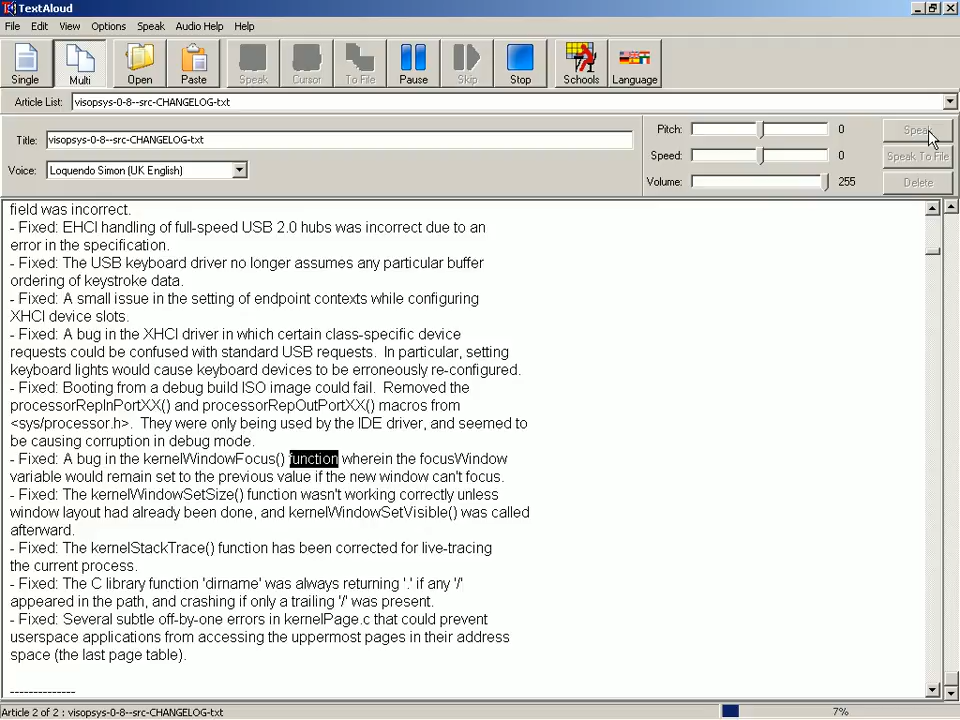 TextAloud
File Edit View Options Speak Audio Help Help
Single Multi Open Paste Speak Cursor To File Pause Skip Stop Schools Language
Article List: visopsys-0-8--src-CHANGELOG-txt
Title: visopsys-0-8--src-CHANGELOG-txt
Voice: Loquendo Simon (UK English)
Pitch: 0 Speak
Speed: 0 Speak To File
Volume: 255 Delete
field was incorrect.
- Fixed: EHCI handling of full-speed USB 2.0 hubs was incorrect due to an
error in the specification.
- Fixed: The USB keyboard driver no longer assumes any particular buffer
ordering of keystroke data.
- Fixed: A small issue in the setting of endpoint contexts while configuring
XHCI device slots.
- Fixed: A bug in the XHCI driver in which certain class-specific device
requests could be confused with standard USB requests.  In particular, setting
keyboard lights would cause keyboard devices to be erroneously re-configured.
- Fixed: Booting from a debug build ISO image could fail.  Removed the
processorRepInPortXX() and processorRepOutPortXX() macros from
<sys/processor.h>.  They were only being used by the IDE driver, and seemed to
be causing corruption in debug mode.
- Fixed: A bug in the kernelWindowFocus() function wherein the focusWindow
variable would remain set to the previous value if the new window can't focus.
- Fixed: The kernelWindowSetSize() function wasn't working correctly unless
window layout had already been done, and kernelWindowSetVisible() was called
afterward.
- Fixed: The kernelStackTrace() function has been corrected for live-tracing
the current process.
- Fixed: The C library function 'dirname' was always returning '.' if any '/'
appeared in the path, and crashing if only a trailing '/' was present.
- Fixed: Several subtle off-by-one errors in kernelPage.c that could prevent
userspace applications from accessing the uppermost pages in their address
space (the last page table).
-------------
Article 2 of 2 : visopsys-0-8--src-CHANGELOG-txt 7%